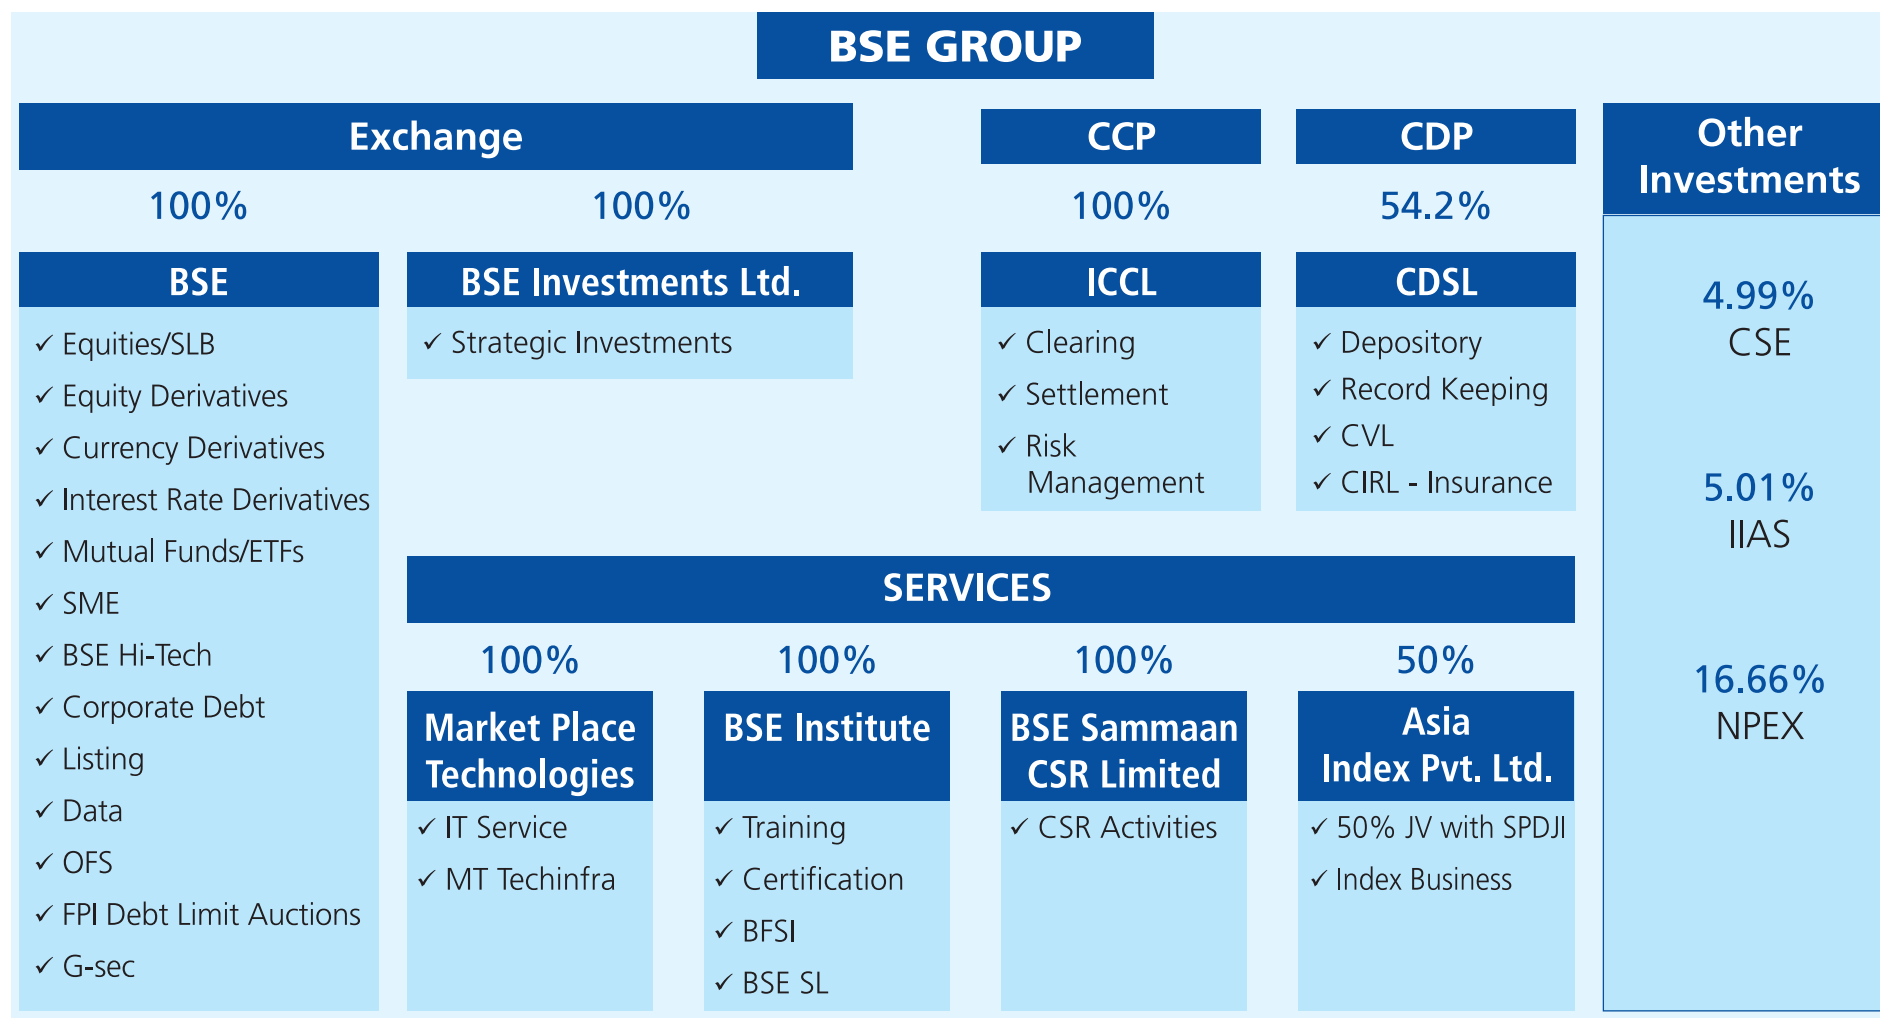 BSE GROUP
Exchange
100%
100%
BSE
✓ Equities/SLB
✓ Equity Derivatives
✓ Currency Derivatives
✓ Interest Rate Derivatives
✓ Mutual Funds/ETFs
✓ SME
✓ BSE Hi-Tech
✓ Corporate Debt
✓ Listing
✓ Data
✓ OFS
✓ FPI Debt Limit Auctions
✓ G-sec
BSE Investments Ltd.
✓ Strategic Investments
CCP
100%
ICCL
✓ Clearing
✓ Settlement
✓ Risk
Management
CDP
54.2%
CDSL
✓ Depository
✓ Record Keeping
✓ CVL
✓ CIRL - Insurance
SERVICES
100%
Market Place
Technologies
✓ IT Service
✓ MT Techinfra
100%
BSE Institute
✓ Training
✓ Certification
✓ BFSI
✓ BSE SL
100%
BSE Sammaan
CSR Limited
✓ CSR Activities
50%
Asia
Index Pvt. Ltd.
✓ 50% JV with SPDJI
✓ Index Business
Other
Investments
4.99%
CSE
5.01%
IIAS
16.66%
NPEX